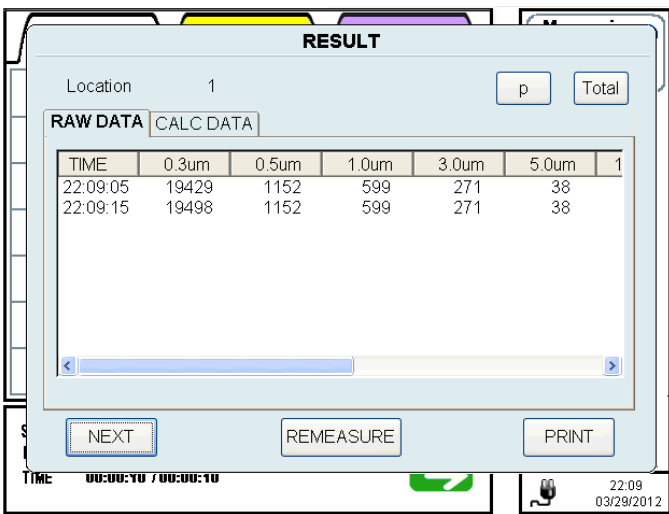 RESULT
Location 1 p Total
RAW DATA CALC DATA
TIME 0.3um 0.5um 1.0um 3.0um 5.0um 1
22:09:05 19429 1152 599 271 38
22:09:15 19498 1152 599 271 38
NEXT REMEASURE PRINT
TIME 00:00:10 / 00:00:10
22:09
03/29/2012